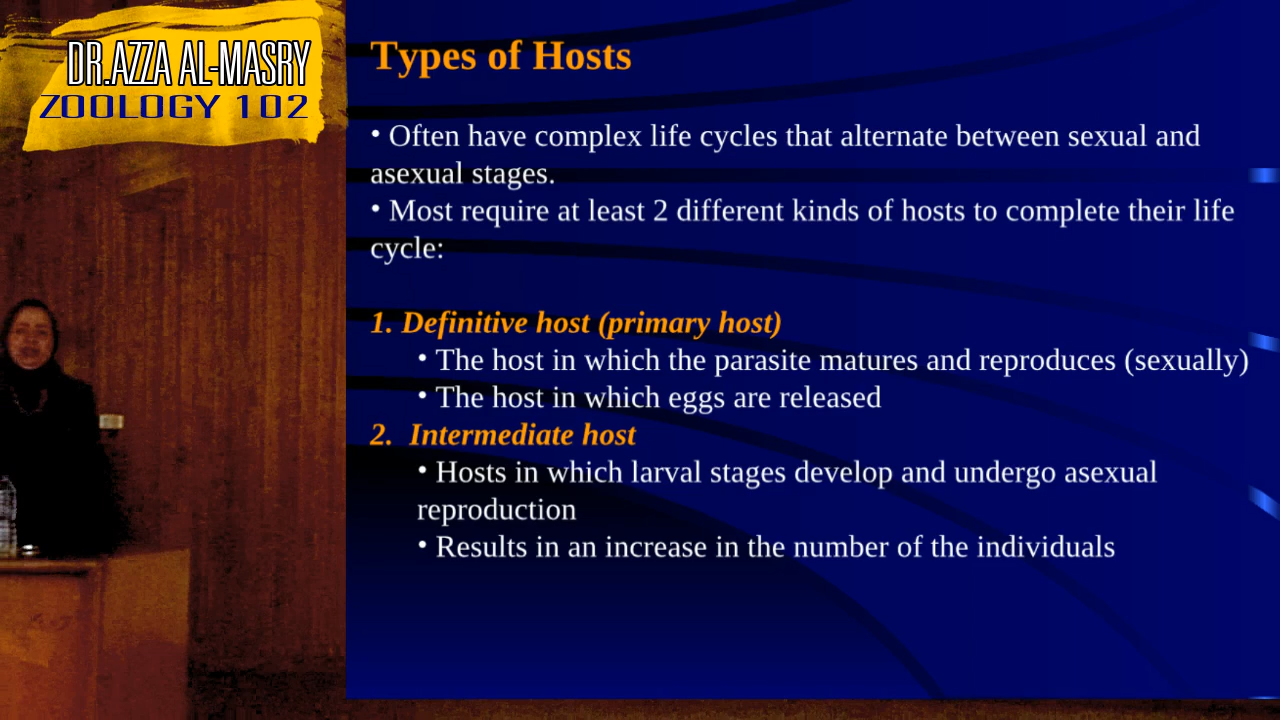 DR.AZZA AL-MASRY
ZOOLOGY 102
Types of Hosts
• Often have complex life cycles that alternate between sexual and
asexual stages.
• Most require at least 2 different kinds of hosts to complete their life
cycle:
1. Definitive host (primary host)
• The host in which the parasite matures and reproduces (sexually)
• The host in which eggs are released
2. Intermediate host
• Hosts in which larval stages develop and undergo asexual
reproduction
• Results in an increase in the number of the individuals